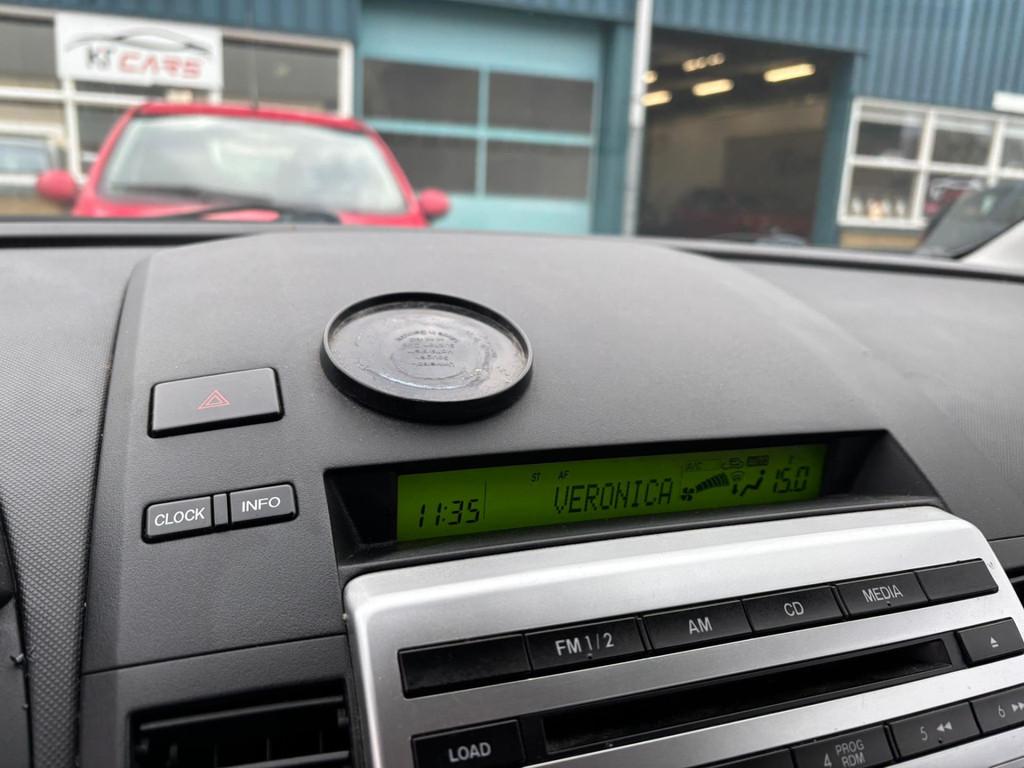 KJ CARS
CLOCK
INFO
ST AF
11:35
VERONICA
A/C
15.0
FM 1/2
AM
CD
MEDIA
LOAD
4 PROG
RDM
5
6